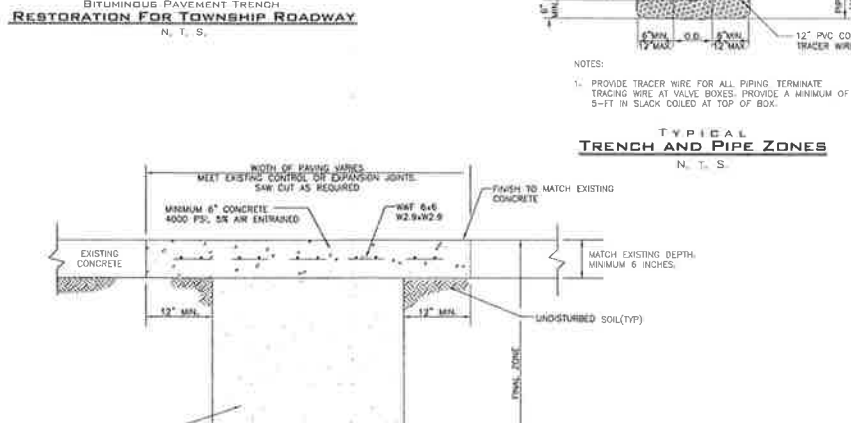 BITUMINOUS PAVEMENT TRENCH
RESTORATION FOR TOWNSHIP ROADWAY
N. T. S.
6"
MIN.
6" MIN.
12" MAX.
O.D.
6" MIN.
12" MAX.
12" PVC CO
TRACER WIRE
PIP
NOTES:
1. PROVIDE TRACER WIRE FOR ALL PIPING. TERMINATE
TRACING WIRE AT VALVE BOXES. PROVIDE A MINIMUM OF
5-FT IN SLACK COILED AT TOP OF BOX.
TYPICAL
TRENCH AND PIPE ZONES
N. T. S.
WIDTH OF PAVING VARIES
MEET EXISTING CONTROL OR EXPANSION JOINTS.
SAW CUT AS REQUIRED
MINIMUM 6" CONCRETE
4000 PSI, 5% AIR ENTRAINED
WWF 6x6
W2.9xW2.9
FINISH TO MATCH EXISTING
CONCRETE
EXISTING
CONCRETE
MATCH EXISTING DEPTH,
MINIMUM 6 INCHES.
12" MIN.
12" MIN.
UNDISTURBED SOIL(TYP)
FINAL ZONE